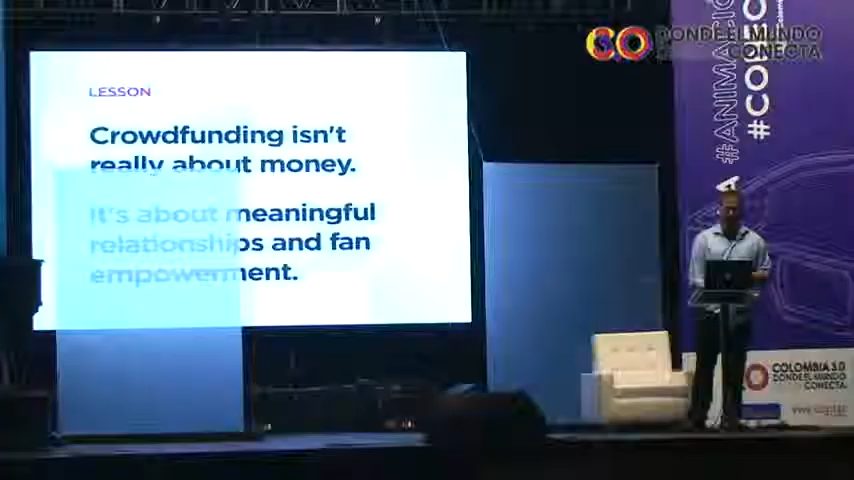 LESSON
Crowdfunding isn't
really about money.
It's about meaningful
relationships and fan
empowerment.
3.0 DONDE EL MUNDO
CONECTA
#ANIMACIÓ
COLOMBIA 3.0
DONDE EL MUNDO
CONECTA